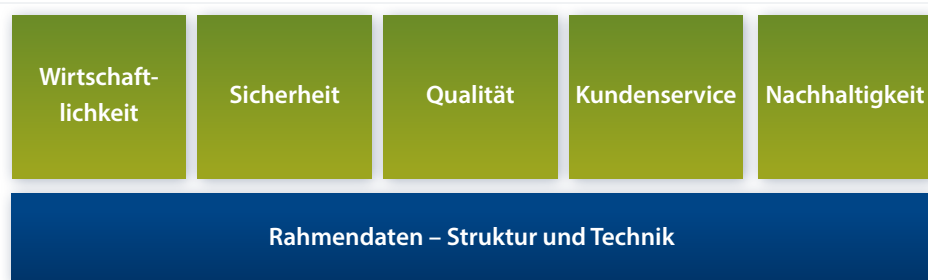 Wirtschaft-
lichkeit
Sicherheit
Qualität
Kundenservice
Nachhaltigkeit
Rahmendaten – Struktur und Technik